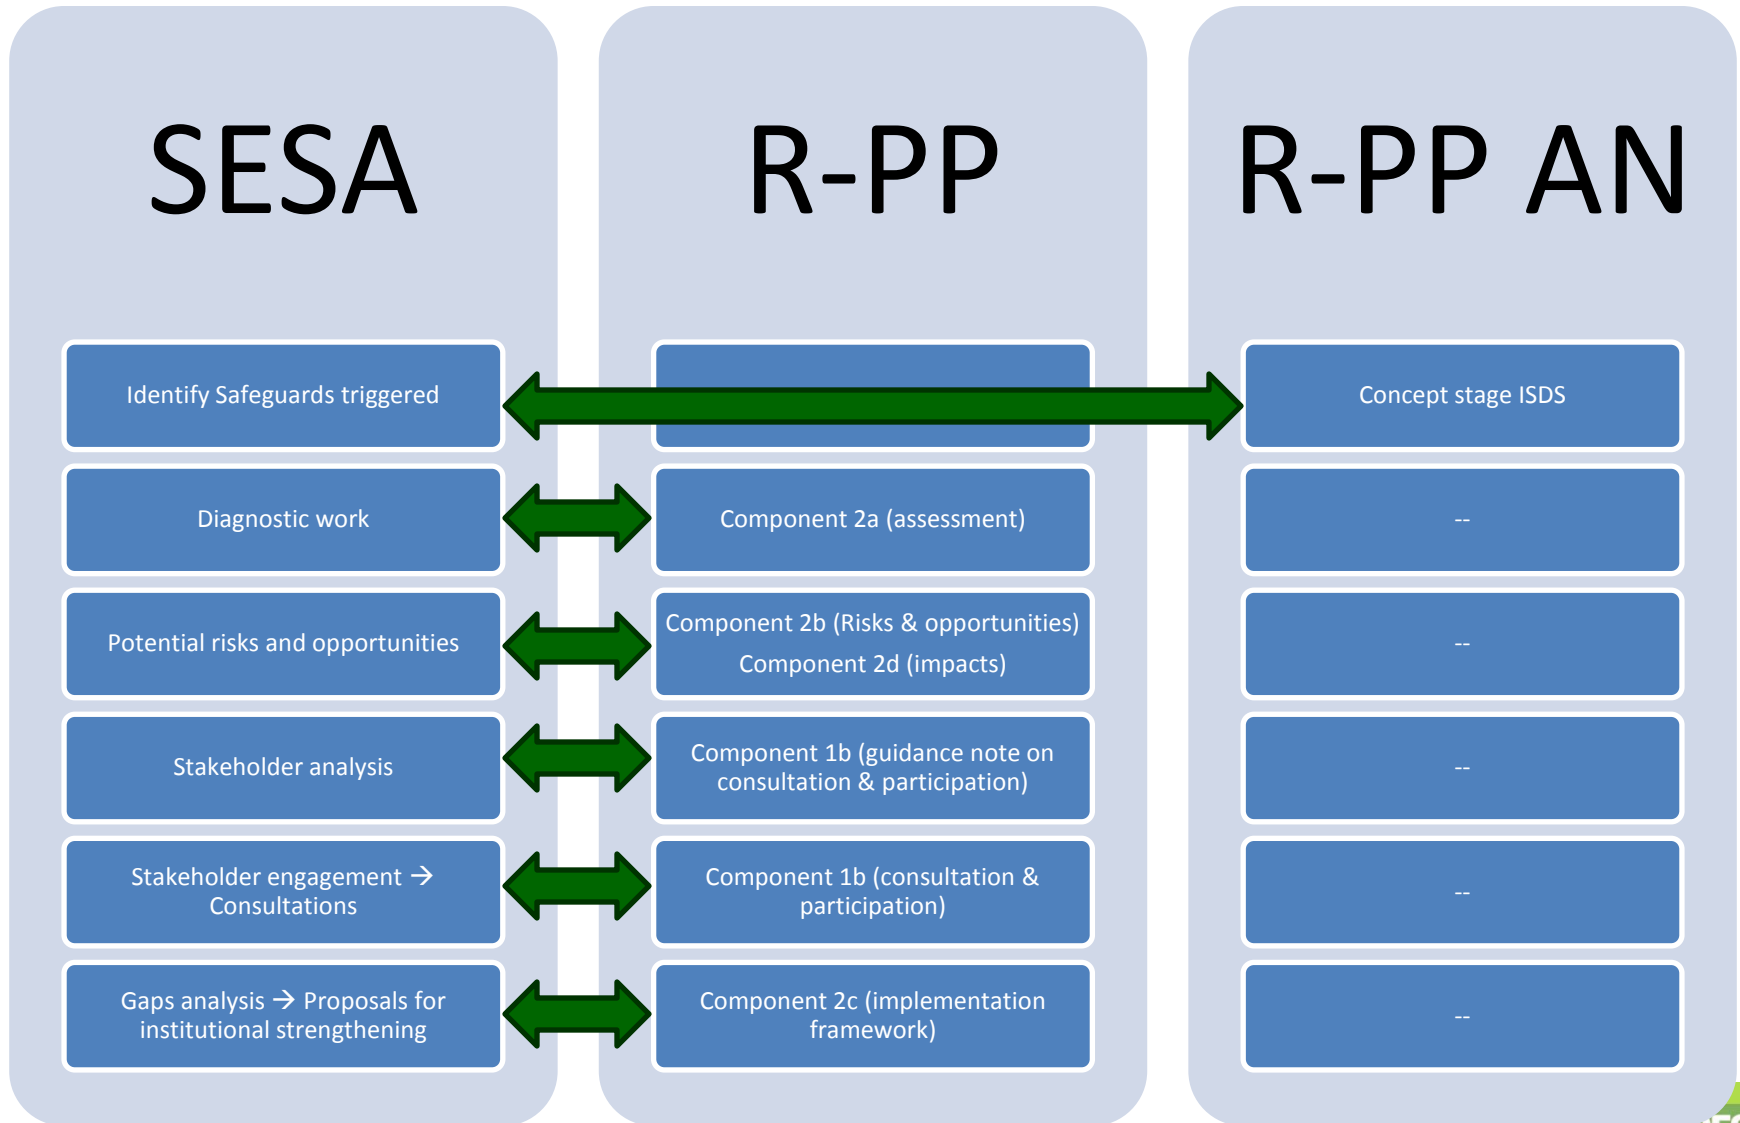 SESA
R-PP
R-PP AN
Identify Safeguards triggered
Concept stage ISDS
Diagnostic work
Component 2a (assessment)
--
Potential risks and opportunities
Component 2b (Risks & opportunities)
Component 2d (impacts)
--
Stakeholder analysis
Component 1b (guidance note on
consultation & participation)
--
Stakeholder engagement →
Consultations
Component 1b (consultation &
participation)
--
Gaps analysis → Proposals for
institutional strengthening
Component 2c (implementation
framework)
--